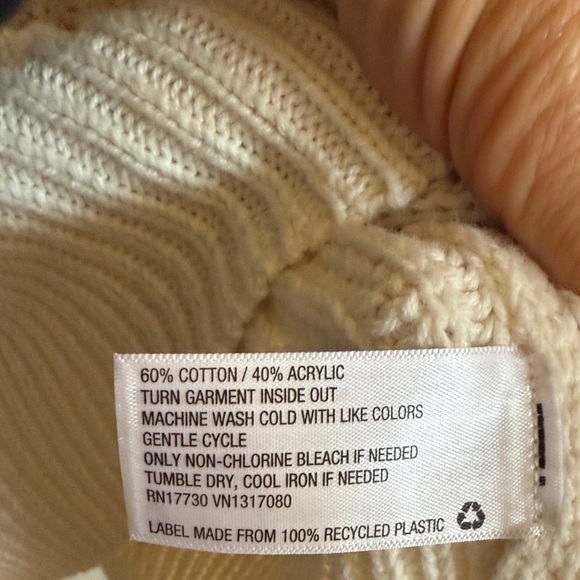 60% COTTON / 40% ACRYLIC
TURN GARMENT INSIDE OUT
MACHINE WASH COLD WITH LIKE COLORS
GENTLE CYCLE
ONLY NON-CHLORINE BLEACH IF NEEDED
TUMBLE DRY, COOL IRON IF NEEDED
RN17730 VN1317080
LABEL MADE FROM 100% RECYCLED PLASTIC